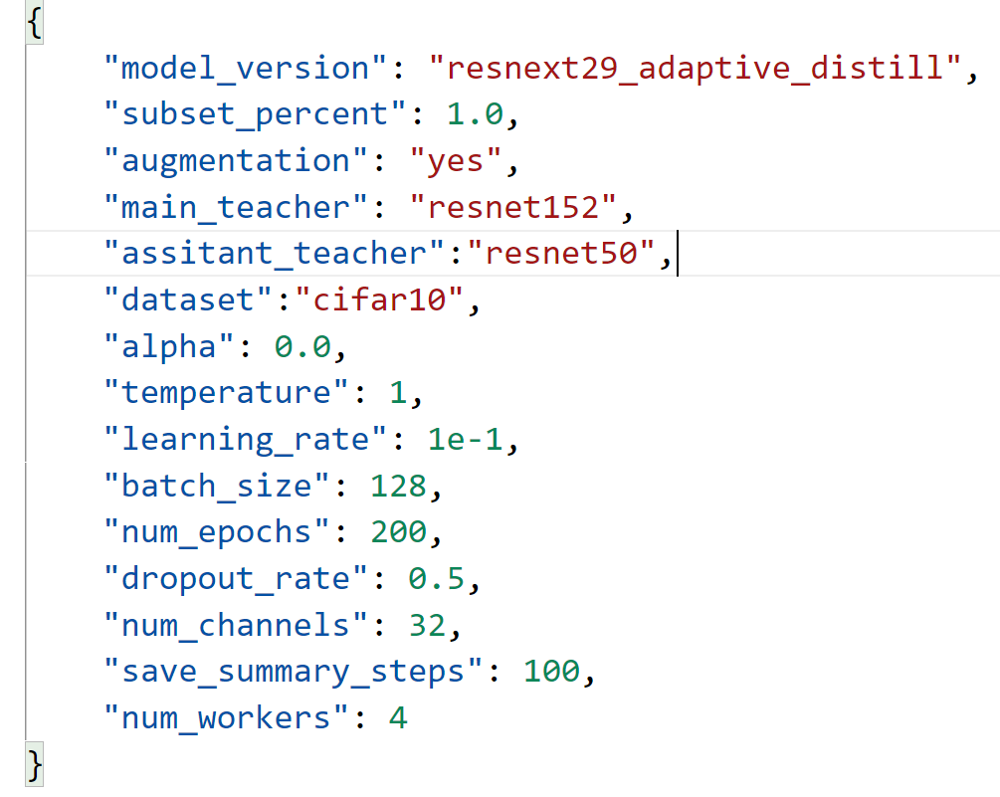 {
"model_version": "resnext29_adaptive_distill",
"subset_percent": 1.0,
"augmentation": "yes",
"main_teacher": "resnet152",
"assitant_teacher":"resnet50",
"dataset":"cifar10",
"alpha": 0.0,
"temperature": 1,
"learning_rate": 1e-1,
"batch_size": 128,
"num_epochs": 200,
"dropout_rate": 0.5,
"num_channels": 32,
"save_summary_steps": 100,
"num_workers": 4
}